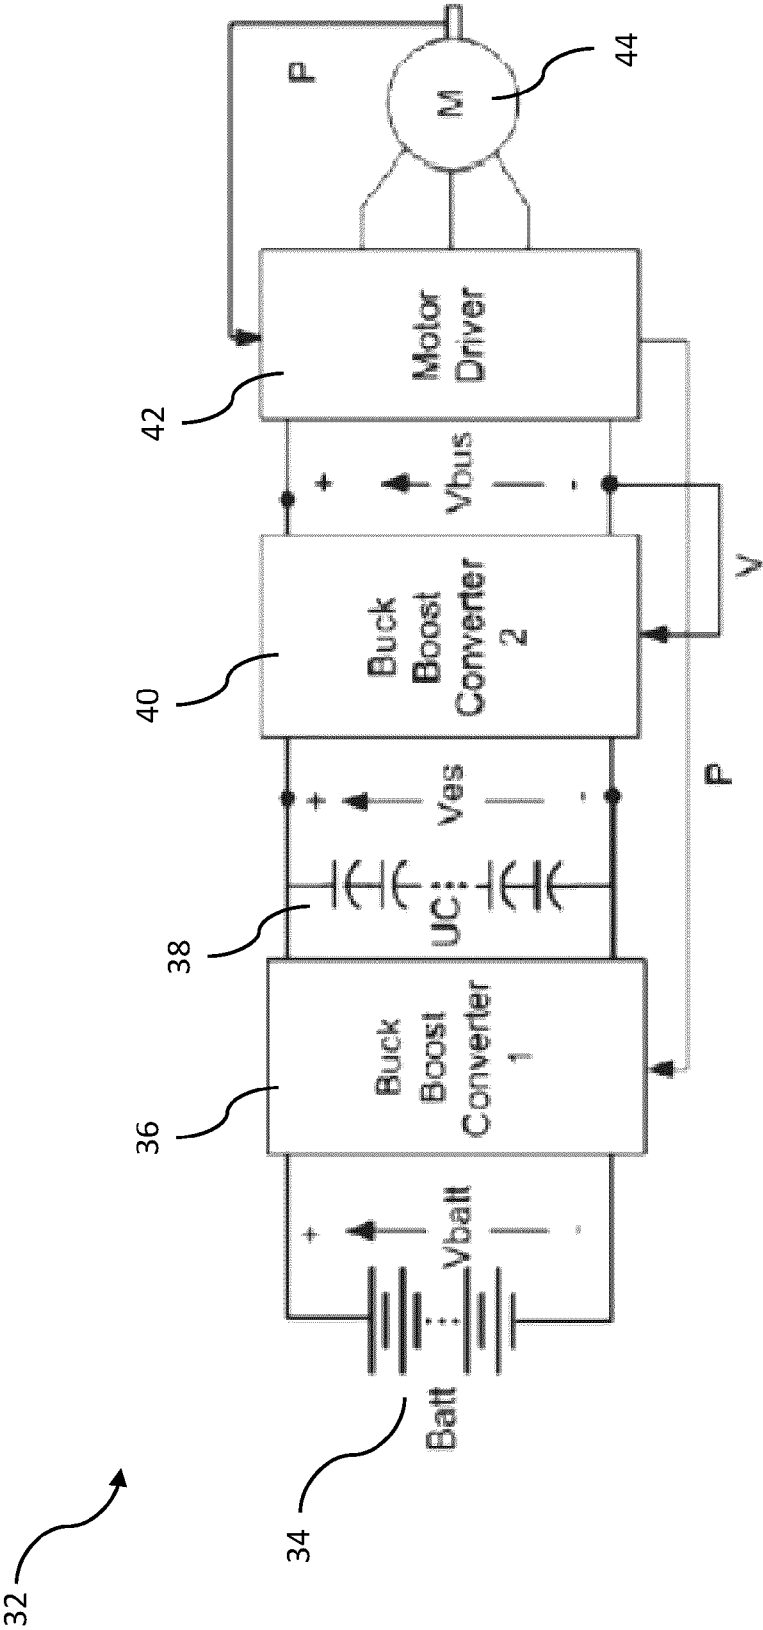 32
34
Batt
+
Vbatt
-
36
Buck
Boost
Converter
1
38
UC
+
Ves
-
P
40
Buck
Boost
Converter
2
+
Vbus
-
V
42
Motor
Driver
P
M
44